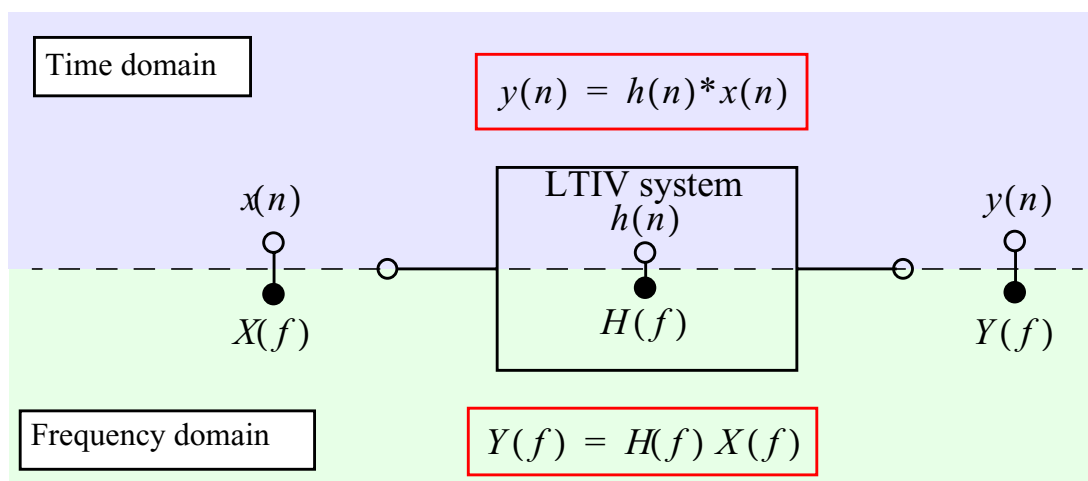 Time domain
y(n) = h(n)*x(n)
LTIV system
x(n)
h(n)
y(n)
X(f)
H(f)
Y(f)
Frequency domain
Y(f) = H(f) X(f)